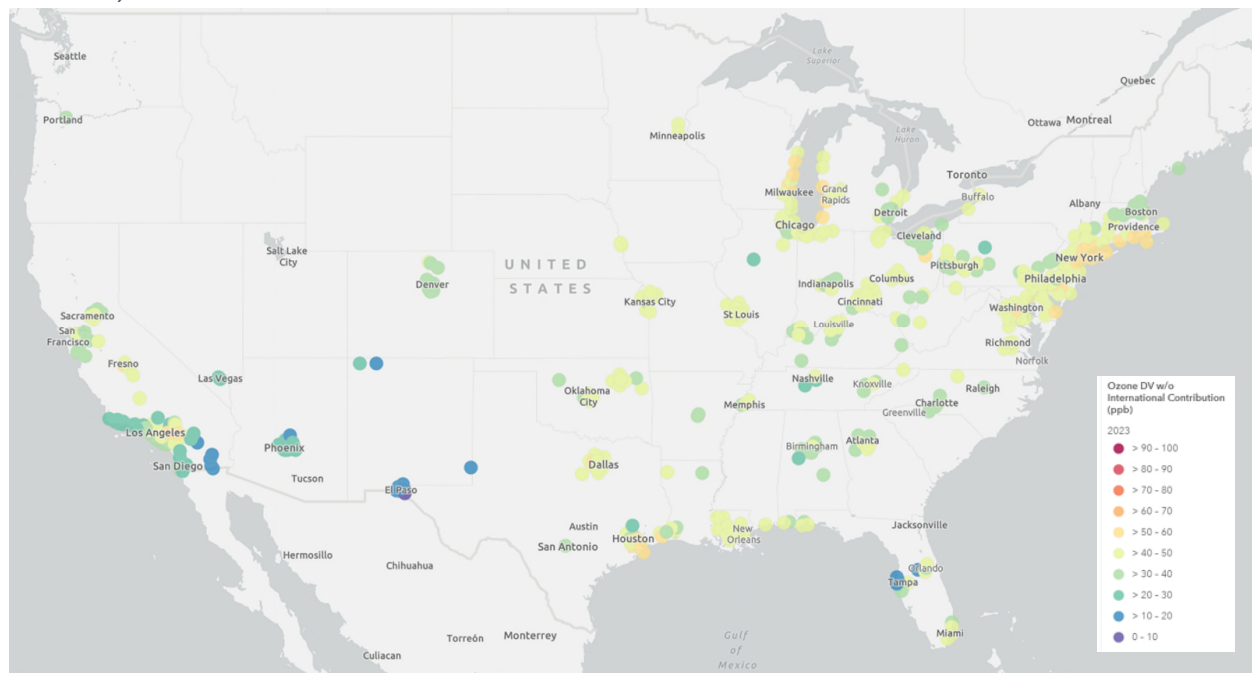 Seattle
Portland
Quebec
Lake
Superior
Minneapolis
Ottawa
Montreal
Lake
Huron
Toronto
Milwaukee
Grand
Rapids
Buffalo
Albany
Boston
Providence
Detroit
Chicago
Cleveland
Salt Lake
City
UNITED
STATES
Denver
New York
Pittsburgh
Philadelphia
Columbus
Indianapolis
Cincinnati
Kansas City
St Louis
Washington
Sacramento
San
Francisco
Louisville
Richmond
Norfolk
Fresno
Las Vegas
Nashville
Knoxville
Raleigh
Oklahoma
City
Memphis
Charlotte
Greenville
Los Angeles
Phoenix
Birmingham
Atlanta
San Diego
Tucson
Dallas
El Paso
Austin
Houston
New
Orleans
Jacksonville
San Antonio
Hermosillo
Chihuahua
Orlando
Tampa
Torreón
Monterrey
Gulf
of
Mexico
Miami
Culiacan
Ozone DV w/o
International Contribution
(ppb)
2023
> 90 - 100
> 80 - 90
> 70 - 80
> 60 - 70
> 50 - 60
> 40 - 50
> 30 - 40
> 20 - 30
> 10 - 20
0 - 10